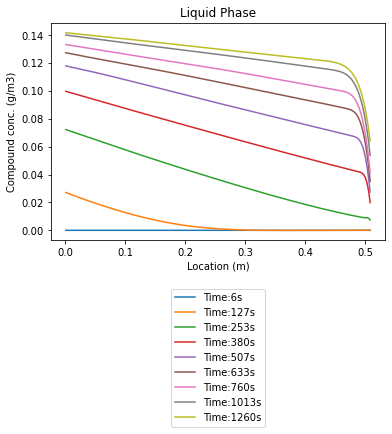 Liquid Phase
Compound conc. (g/m3)
0.14
0.12
0.10
0.08
0.06
0.04
0.02
0.00
0.0 0.1 0.2 0.3 0.4 0.5
Location (m)
Time:6s
Time:127s
Time:253s
Time:380s
Time:507s
Time:633s
Time:760s
Time:1013s
Time:1260s